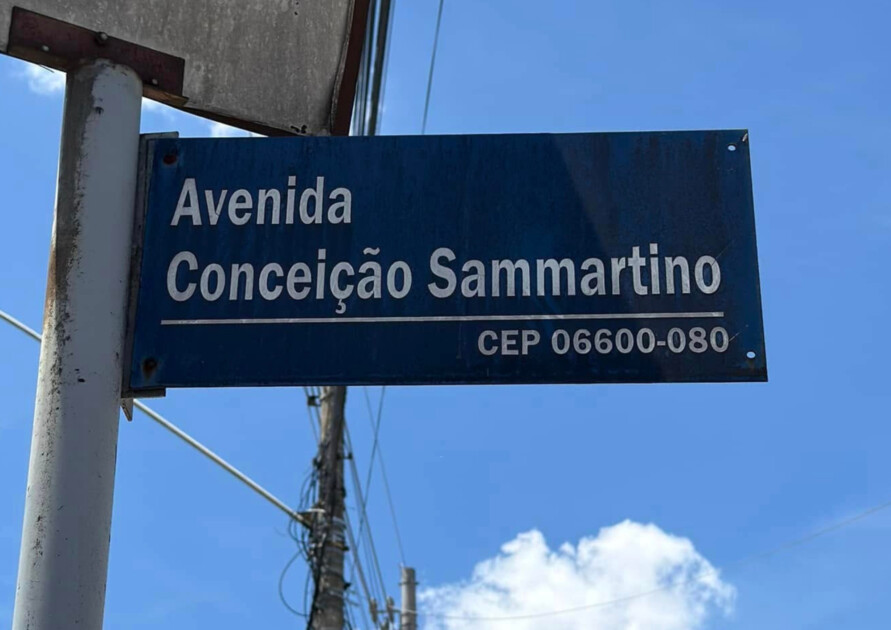 Avenida
Conceição Sammartino
CEP 06600-080